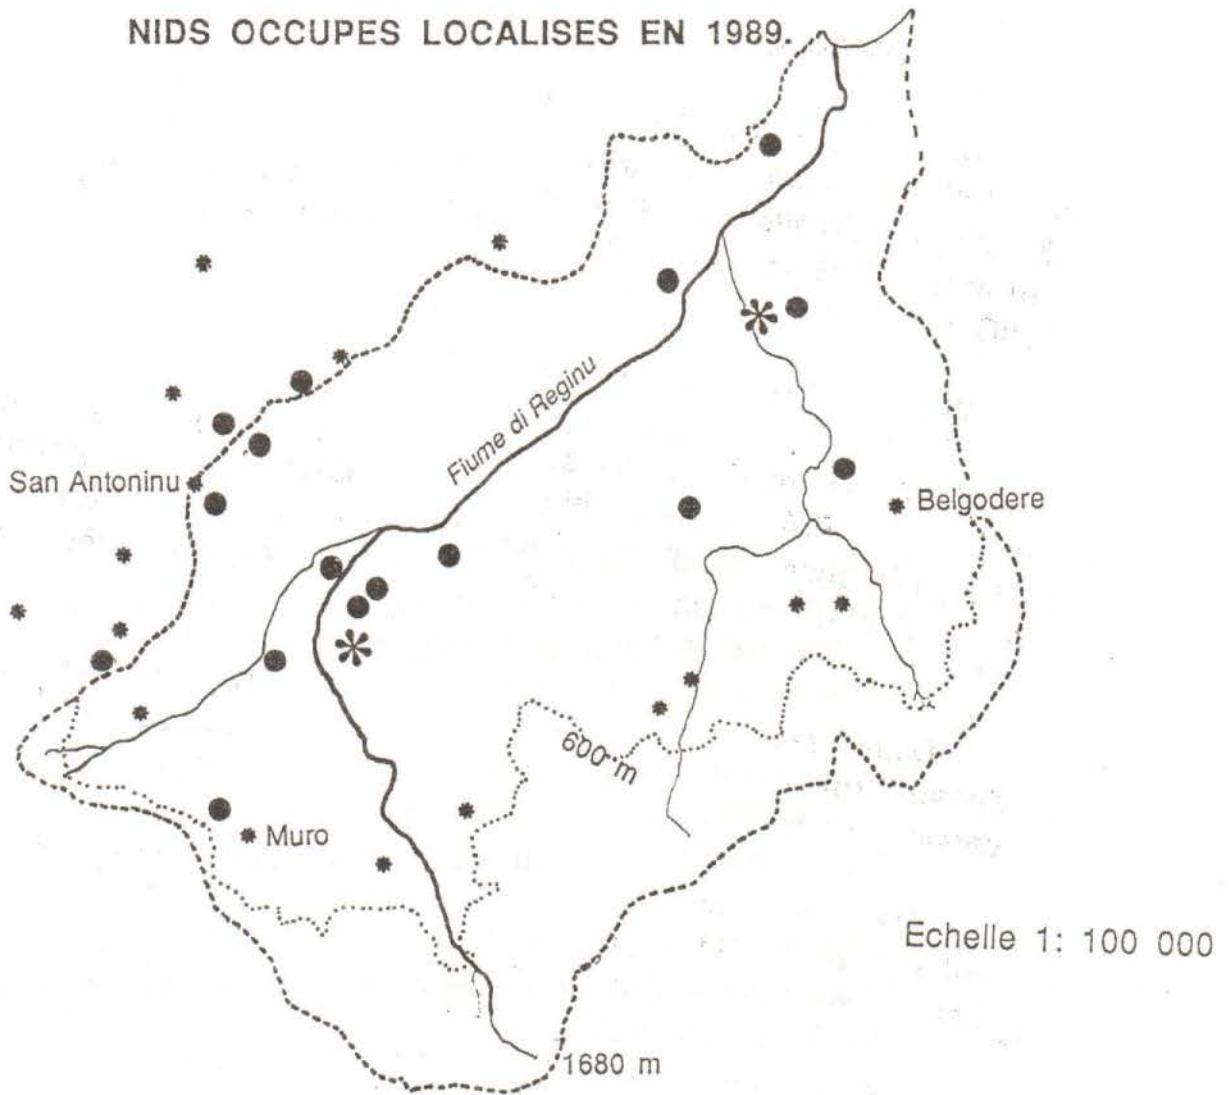 NIDS OCCUPES LOCALISES EN 1989.
Fiume di Reginu
San Antoninu
Belgodere
600 m
Muro
Echelle 1: 100 000
1680 m